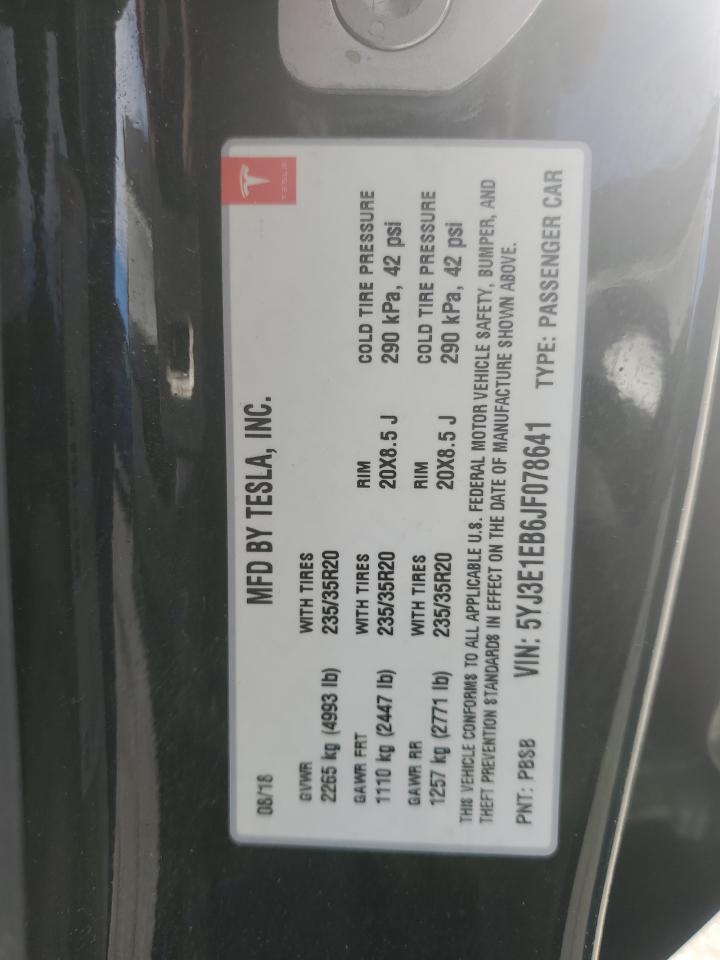 TESLA
MFD BY TESLA, INC.
08/18
GVWR WITH TIRES
2265 kg (4993 lb) 235/35R20
GAWR FRT WITH TIRES RIM COLD TIRE PRESSURE
1110 kg (2447 lb) 235/35R20 20X8.5 J 290 kPa, 42 psi
GAWR RR WITH TIRES RIM COLD TIRE PRESSURE
1257 kg (2771 lb) 235/35R20 20X8.5 J 290 kPa, 42 psi
THIS VEHICLE CONFORMS TO ALL APPLICABLE U.S. FEDERAL MOTOR VEHICLE SAFETY, BUMPER, AND
THEFT PREVENTION STANDARDS IN EFFECT ON THE DATE OF MANUFACTURE SHOWN ABOVE.
PNT: PBSB VIN: 5YJ3E1EB6JF078641 TYPE: PASSENGER CAR